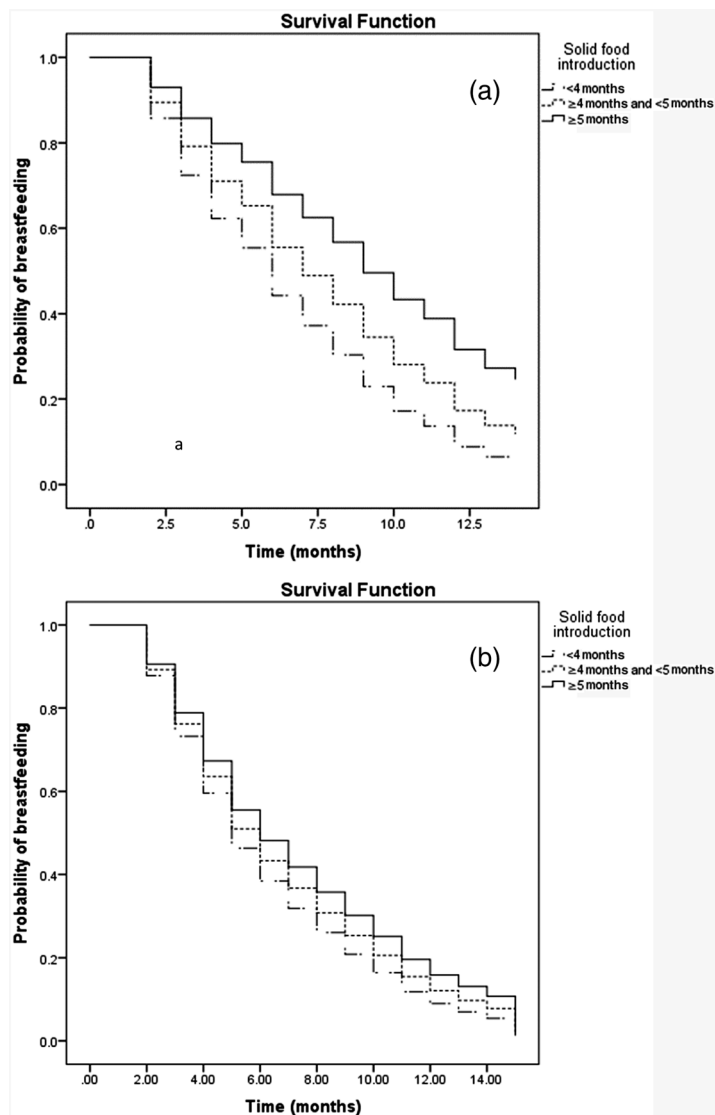 Survival Function
(a)
Solid food
introduction
<4 months
≥4 months and <5 months
≥5 months
1.0
0.8
0.6
0.4
0.2
0.0
Probability of breastfeeding
a
.0 2.5 5.0 7.5 10.0 12.5
Time (months)
Survival Function
(b)
Solid food
introduction
<4 months
≥4 months and <5 months
≥5 months
1.0
0.8
0.6
0.4
0.2
0.0
Probability of breastfeeding
.00 2.00 4.00 6.00 8.00 10.00 12.00 14.00
Time (months)